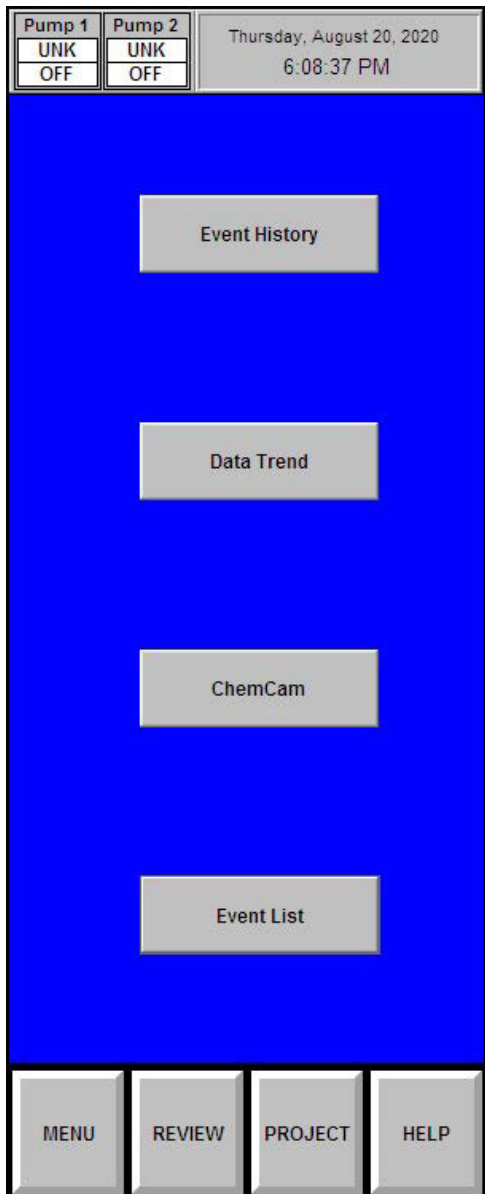 Pump 1
UNK
OFF
Pump 2
UNK
OFF
Thursday, August 20, 2020
6:08:37 PM
Event History
Data Trend
ChemCam
Event List
MENU
REVIEW
PROJECT
HELP